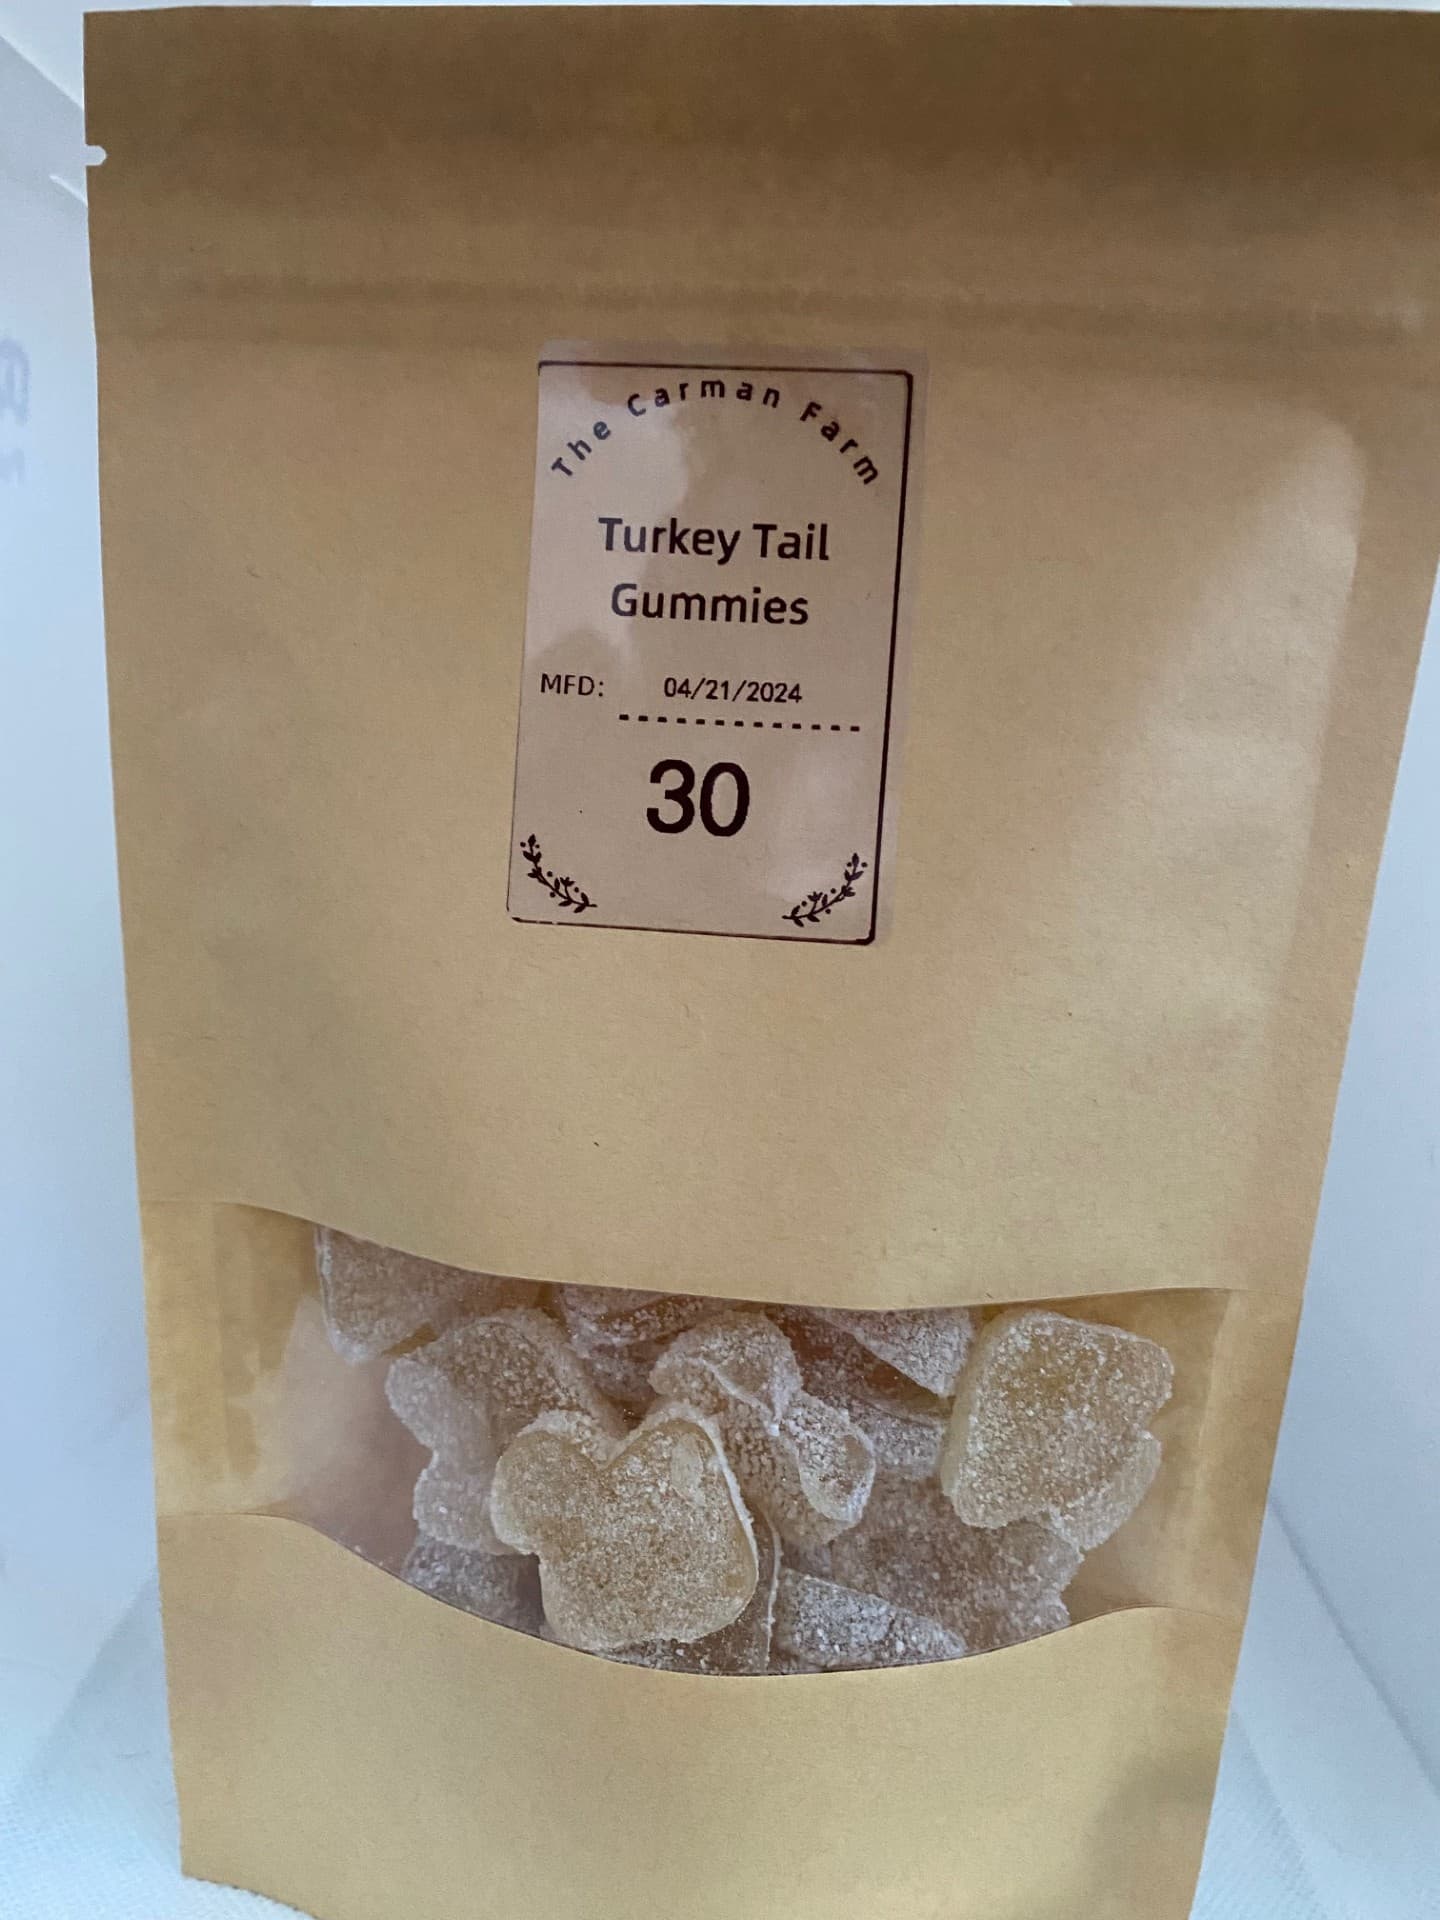 The Carman Farm
Turkey Tail
Gummies
MFD: 04/21/2024
30